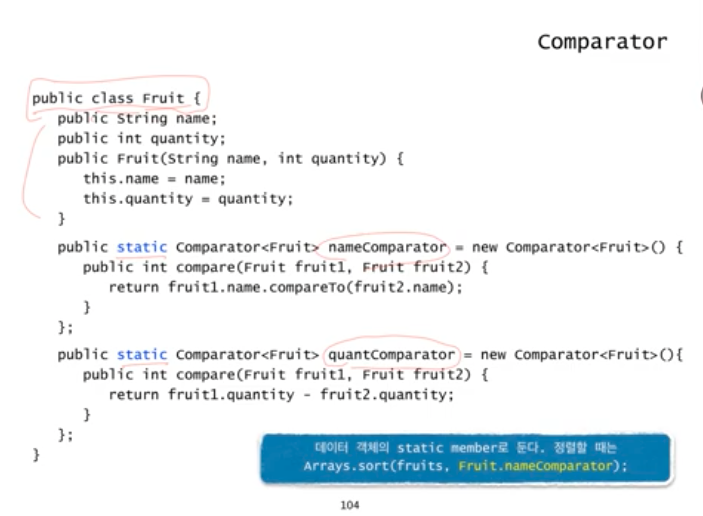 Comparator
public class Fruit {
public String name;
public int quantity;
public Fruit(String name, int quantity) {
this.name = name;
this.quantity = quantity;
}
public static Comparator<Fruit> nameComparator = new Comparator<Fruit>() {
public int compare(Fruit fruit1, Fruit fruit2) {
return fruit1.name.compareTo(fruit2.name);
}
};
public static Comparator<Fruit> quantComparator = new Comparator<Fruit>(){
public int compare(Fruit fruit1, Fruit fruit2) {
return fruit1.quantity - fruit2.quantity;
}
};
}
데이터 객체의 static member로 둔다. 정렬할 때는
Arrays.sort(fruits, Fruit.nameComparator);
104